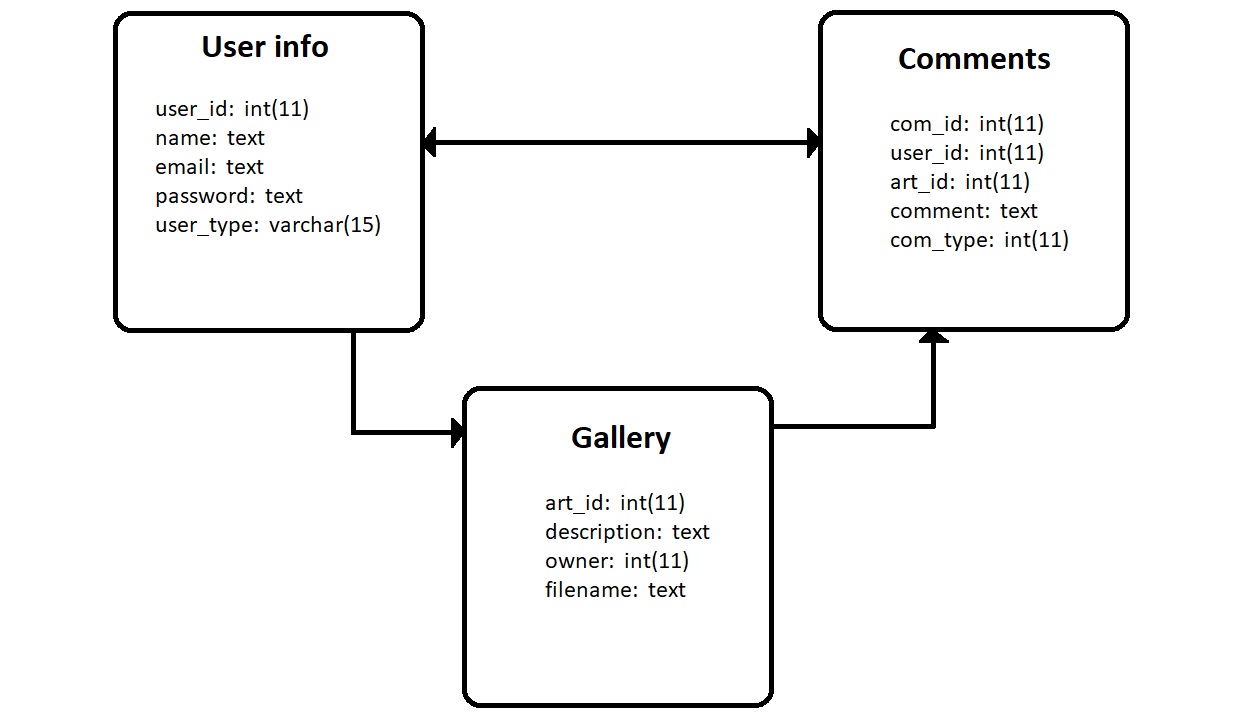 User info
user_id: int(11)
name: text
email: text
password: text
user_type: varchar(15)
Comments
com_id: int(11)
user_id: int(11)
art_id: int(11)
comment: text
com_type: int(11)
Gallery
art_id: int(11)
description: text
owner: int(11)
filename: text